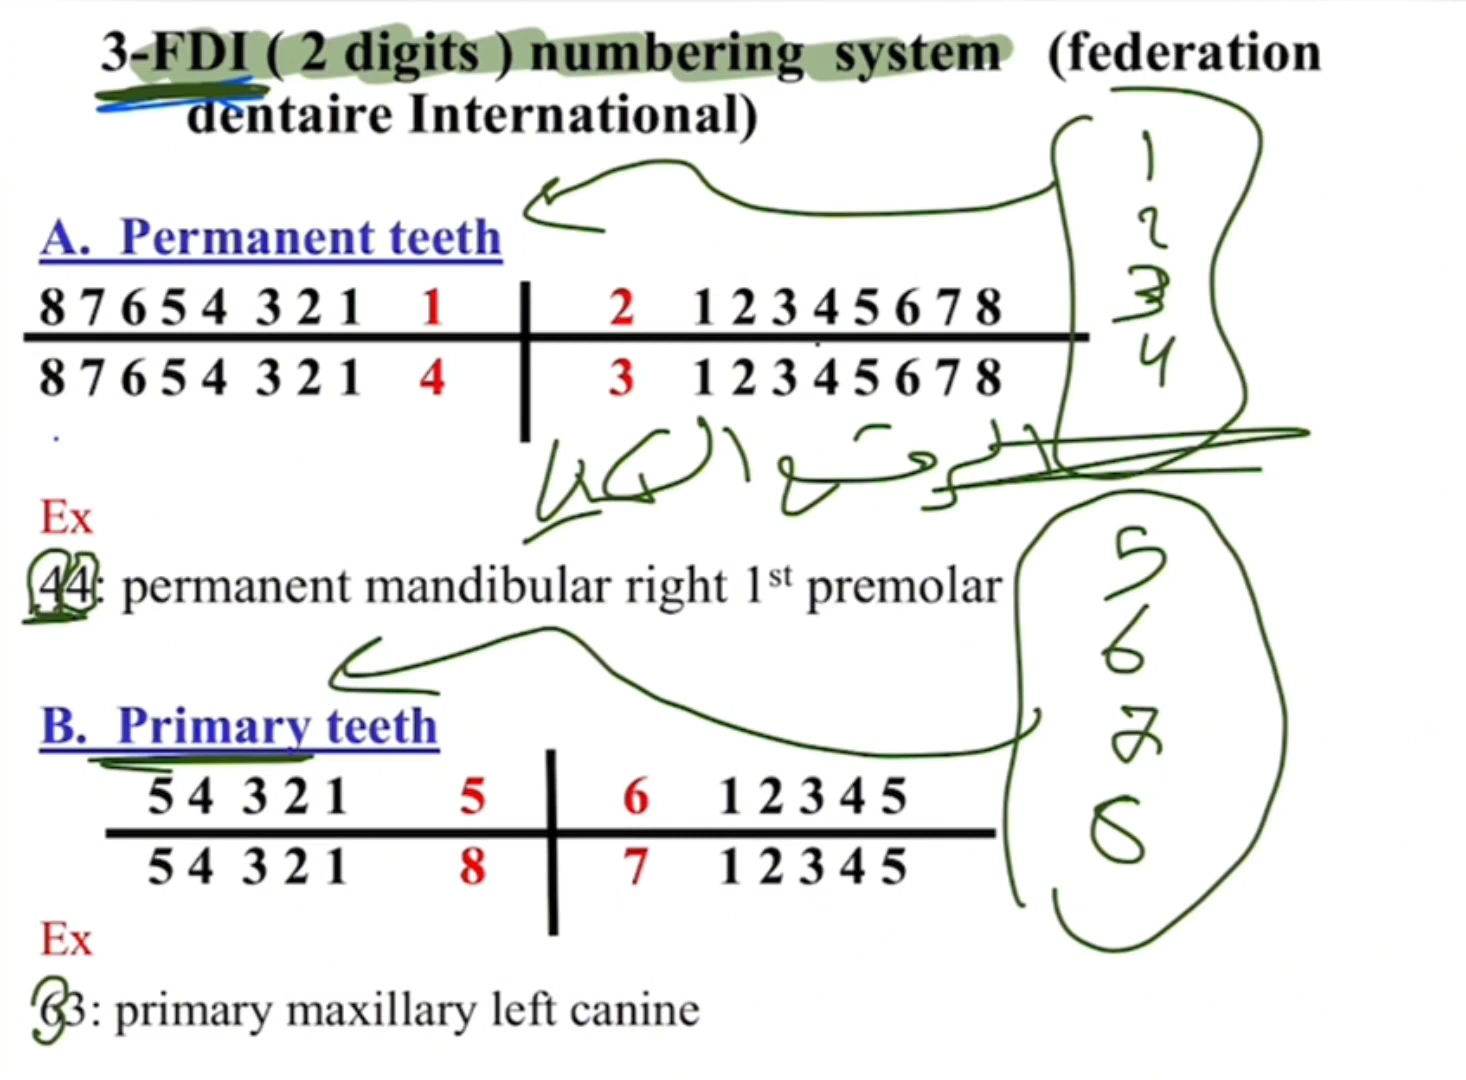 3-FDI ( 2 digits ) numbering system (federation
dentaire International)
1
2
3
4
A. Permanent teeth
8 7 6 5 4 3 2 1 1 2 1 2 3 4 5 6 7 8
8 7 6 5 4 3 2 1 4 3 1 2 3 4 5 6 7 8
Ex
44: permanent mandibular right 1st premolar
5
6
7
8
B. Primary teeth
5 4 3 2 1 5 6 1 2 3 4 5
5 4 3 2 1 8 7 1 2 3 4 5
Ex
63: primary maxillary left canine